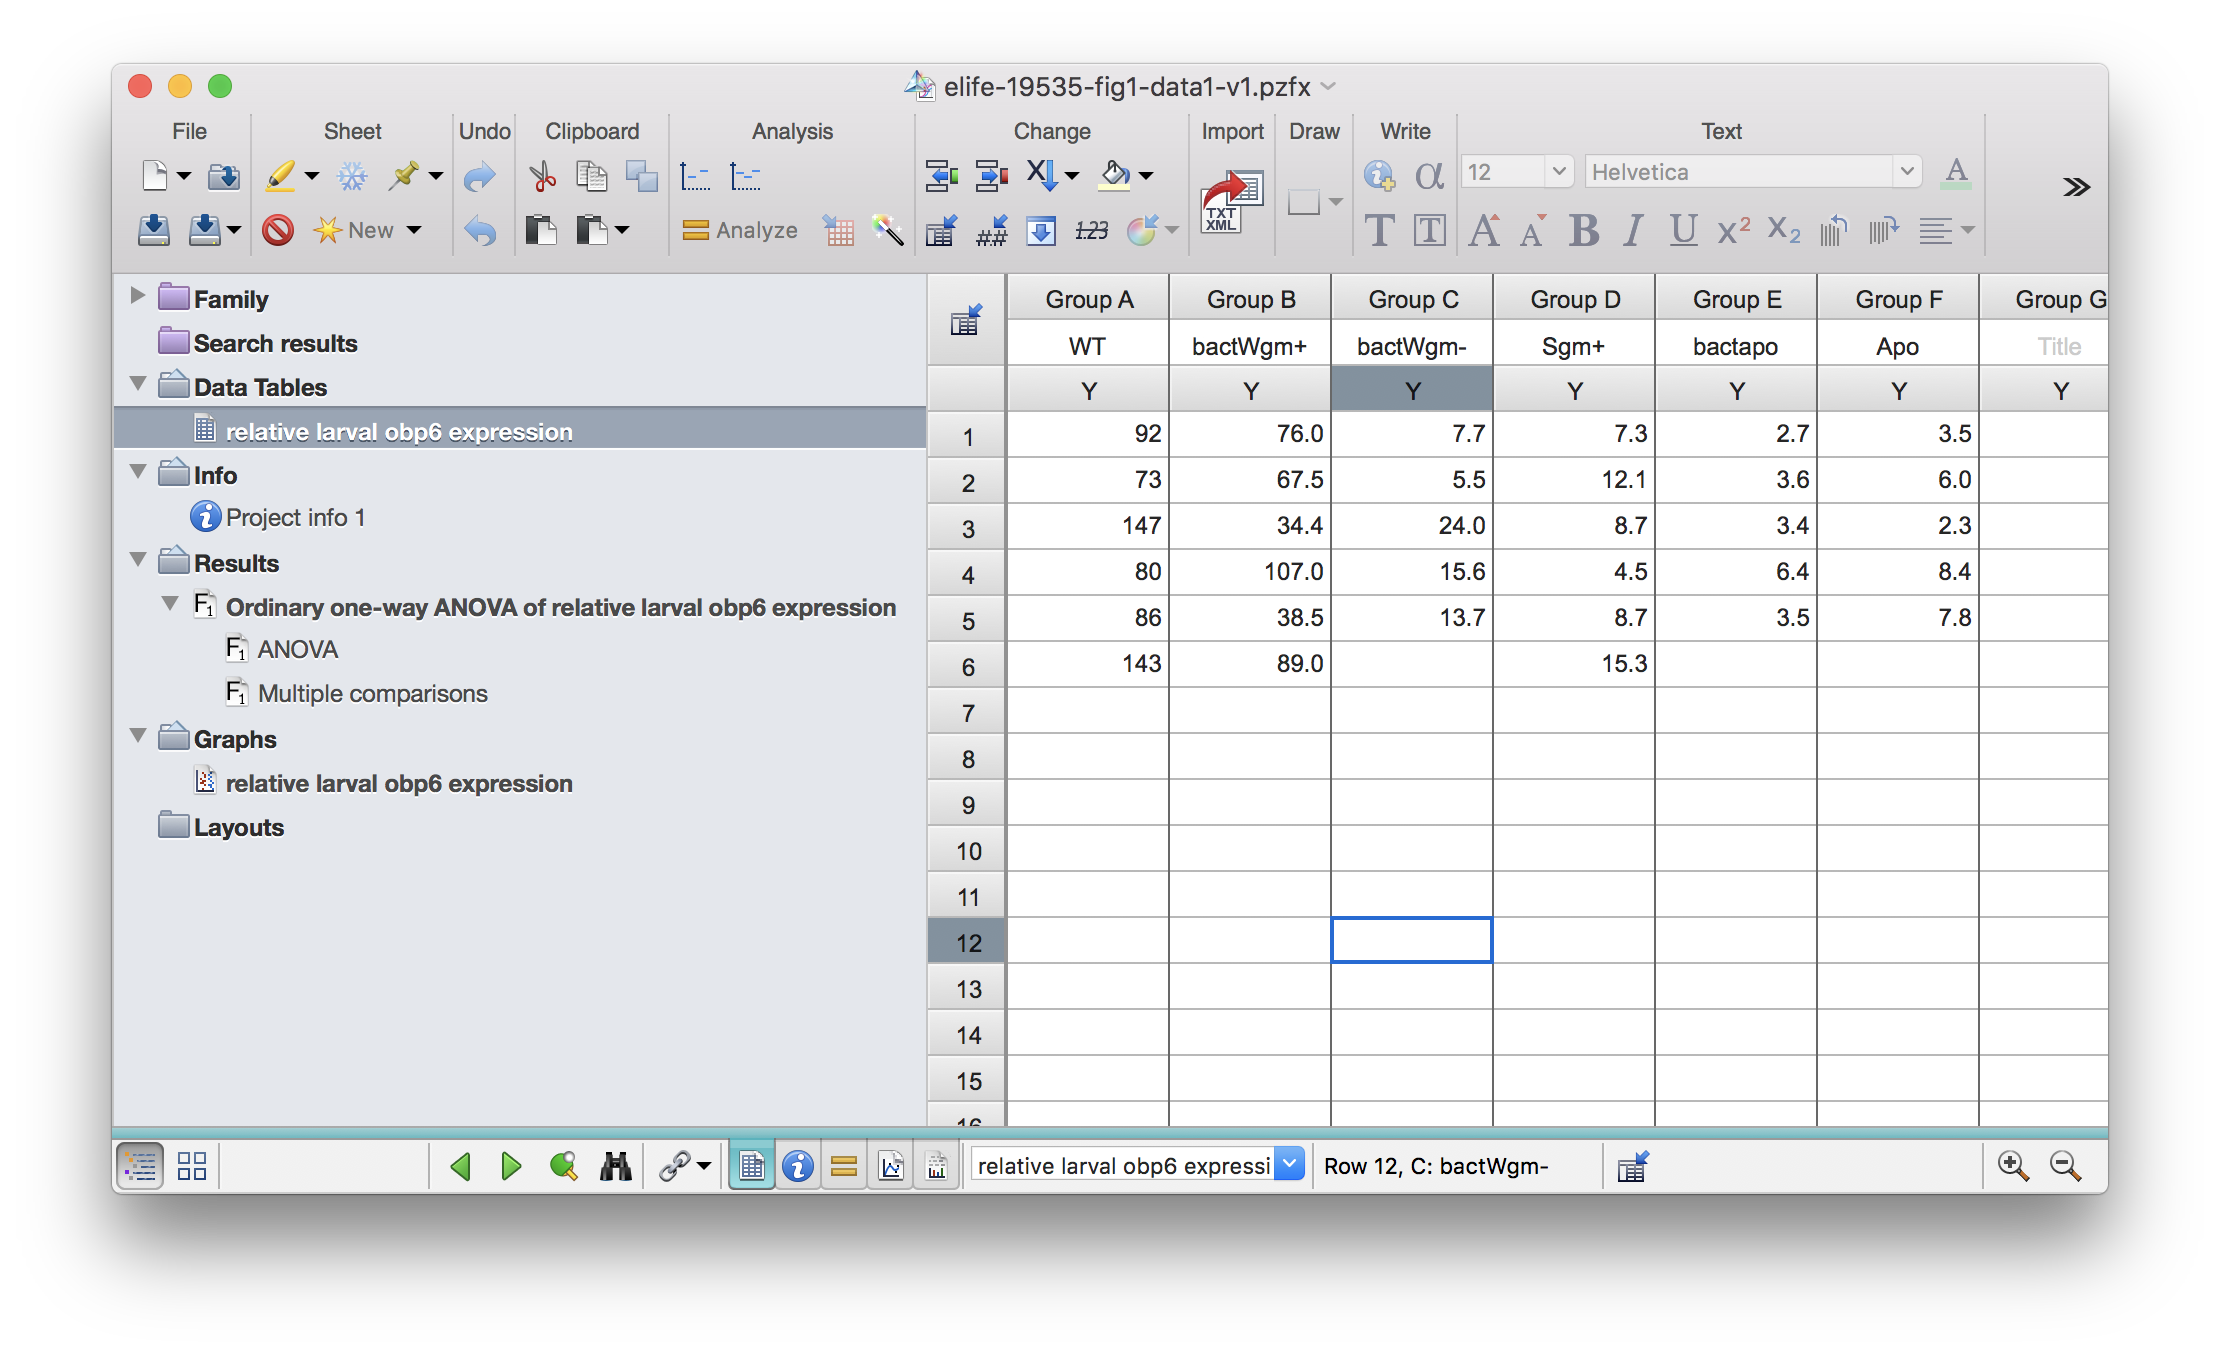 elife-19535-fig1-data1-v1.pzfx
File Sheet Undo Clipboard Analysis Change Import Draw Write Text
12 Helvetica
New Analyze
TXT
XML
Family
Search results
Data Tables
relative larval obp6 expression
Info
Project info 1
Results
Ordinary one-way ANOVA of relative larval obp6 expression
ANOVA
Multiple comparisons
Graphs
relative larval obp6 expression
Layouts
Group A Group B Group C Group D Group E Group F Group G
WT bactWgm+ bactWgm- Sgm+ bactapo Apo Title
Y Y Y Y Y Y Y
1 92 76.0 7.7 7.3 2.7 3.5
2 73 67.5 5.5 12.1 3.6 6.0
3 147 34.4 24.0 8.7 3.4 2.3
4 80 107.0 15.6 4.5 6.4 8.4
5 86 38.5 13.7 8.7 3.5 7.8
6 143 89.0 15.3
7
8
9
10
11
12
13
14
15
16
relative larval obp6 expressi Row 12, C: bactWgm-